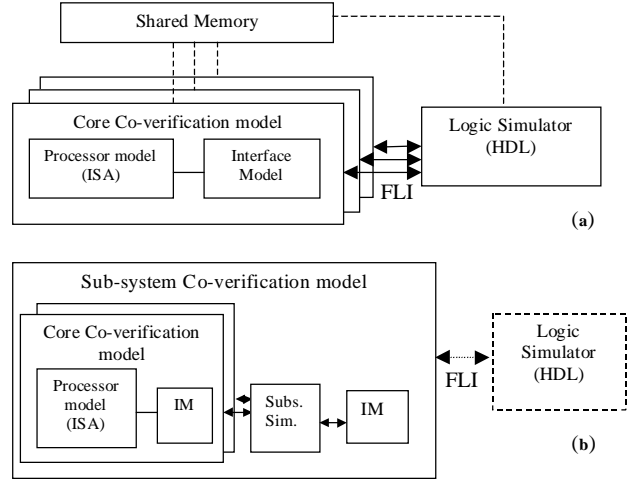 Shared Memory
Core Co-verification model
Processor model
(ISA)
Interface
Model
Logic Simulator
(HDL)
FLI
(a)
Sub-system Co-verification model
Core Co-verification
model
Processor
model
(ISA)
IM
Subs.
Sim.
IM
FLI
Logic
Simulator
(HDL)
(b)